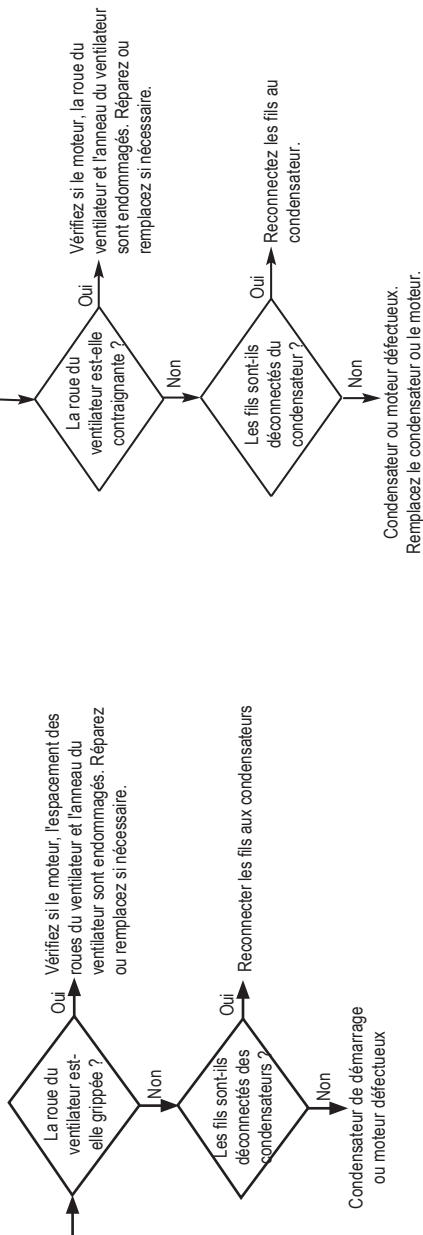 La roue du
ventilateur est-
elle grippée ?
Oui
Vérifiez si le moteur, l'espacement des
roues du ventilateur et l'anneau du
ventilateur sont endommagés. Réparez
ou remplacez si nécessaire.
Non
Les fils sont-ils
déconnectés des
condensateurs ?
Oui
Reconnecter les fils aux condensateurs
Non
Condensateur de démarrage
ou moteur défectueux
La roue du
ventilateur est-elle
contraignante ?
Oui
Vérifiez si le moteur, la roue du
ventilateur et l'anneau du ventilateur
sont endommagés. Réparez ou
remplacez si nécessaire.
Non
Les fils sont-ils
déconnectés du
condensateur ?
Oui
Reconnectez les fils au
condensateur.
Non
Condensateur ou moteur défectueux.
Remplacez le condensateur ou le moteur.